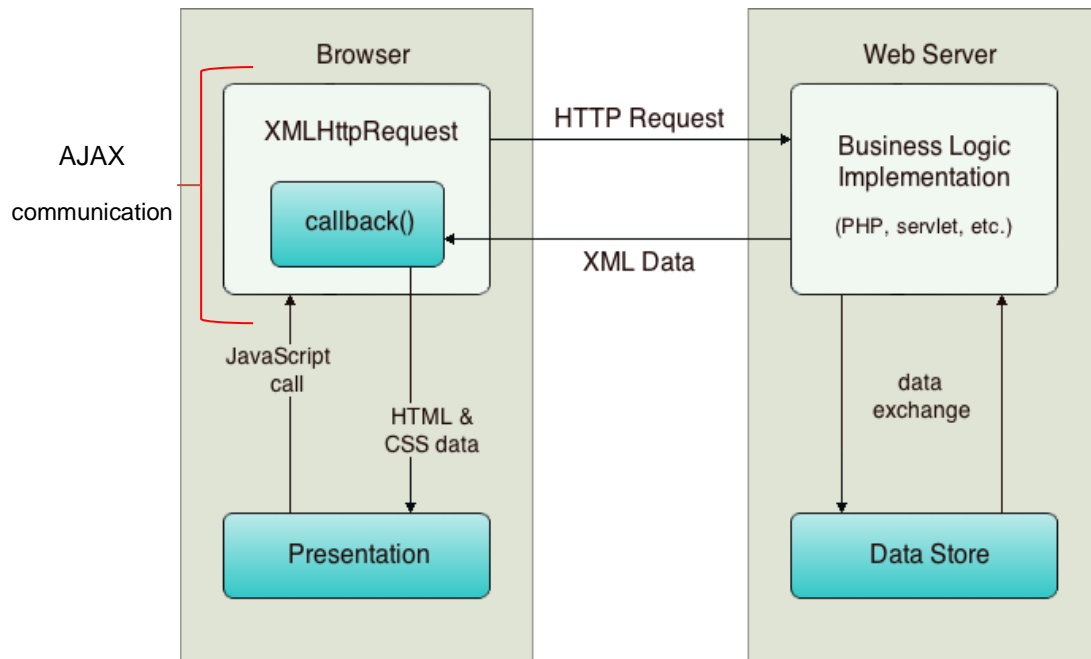 Browser
Web Server
AJAX
communication
XMLHttpRequest
callback()
HTTP Request
XML Data
Business Logic
Implementation
(PHP, servlet, etc.)
JavaScript
call
HTML &
CSS data
data
exchange
Presentation
Data Store